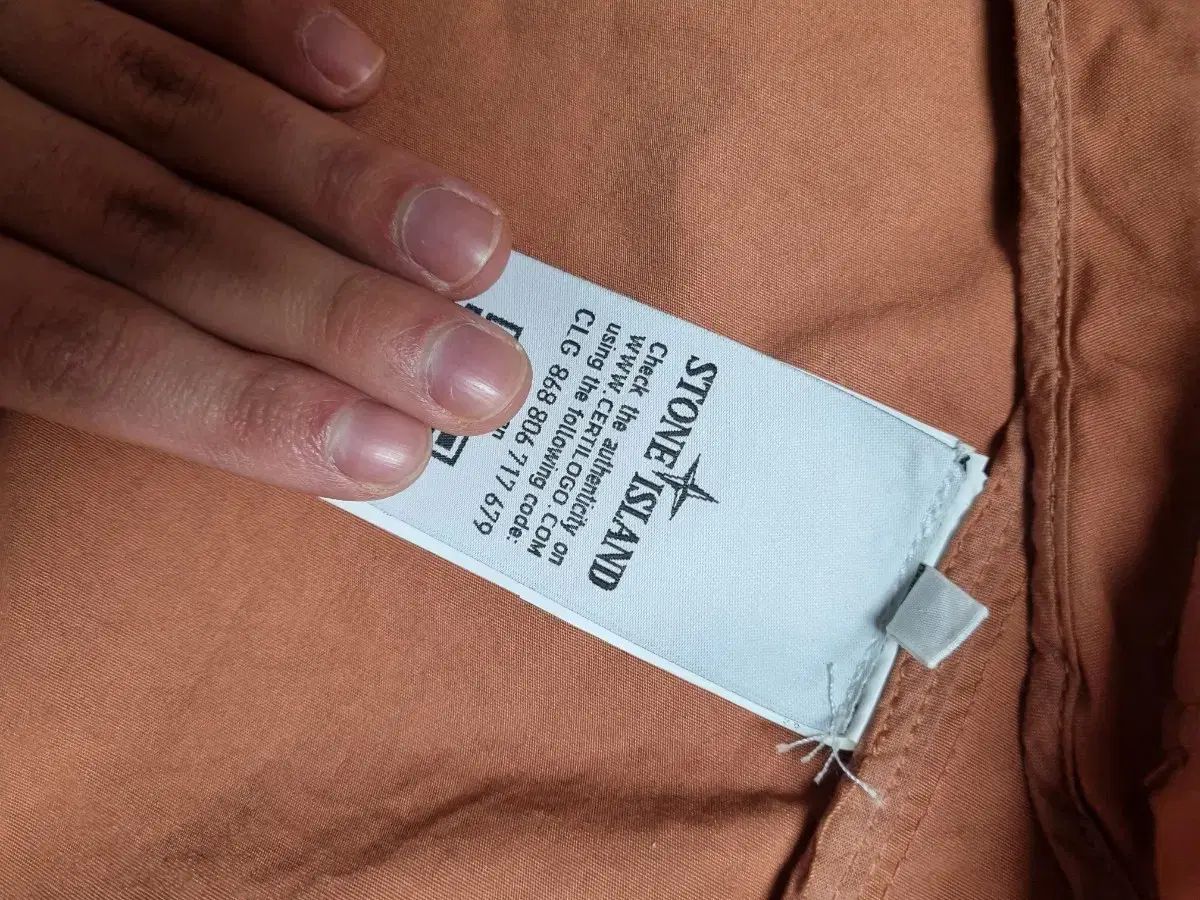 STONE ISLAND
Check the authenticity on
WWW.CERTILOGO.COM
using the following code:
CLG 868 806 717 679